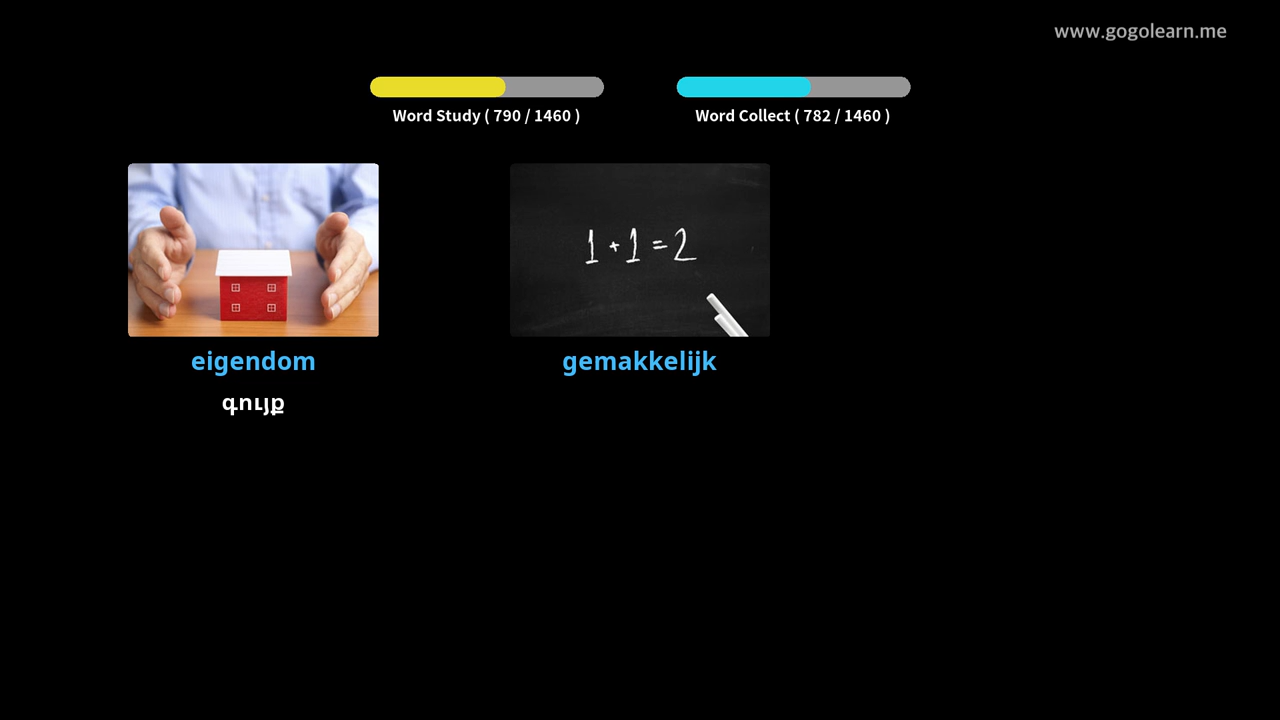 www.gogolearn.me
Word Study ( 790 / 1460 )
Word Collect ( 782 / 1460 )
1 + 1 = 2
eigendom
gemakkelijk
գույք